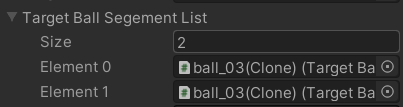 Target Ball Segement List
Size 2
Element 0 ball_03(Clone) (Target Ba
Element 1 ball_03(Clone) (Target Ba